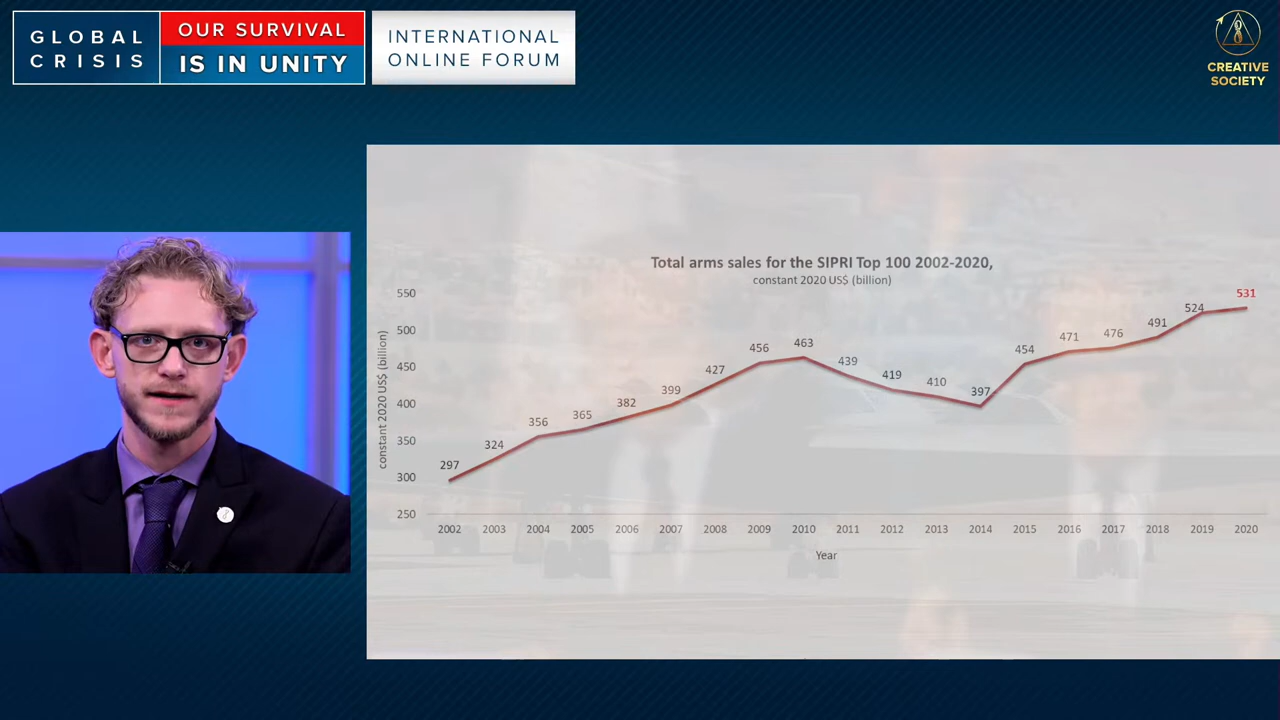 GLOBAL
CRISIS
OUR SURVIVAL
IS IN UNITY
INTERNATIONAL
ONLINE FORUM
CREATIVE
SOCIETY
Total arms sales for the SIPRI Top 100 2002-2020,
constant 2020 US$ (billion)
constant 2020 US$ (billion)
550
500
450
400
350
300
250
297
324
356
365
382
399
427
456
463
439
419
410
397
454
471
476
491
524
531
2002 2003 2004 2005 2006 2007 2008 2009 2010 2011 2012 2013 2014 2015 2016 2017 2018 2019 2020
Year